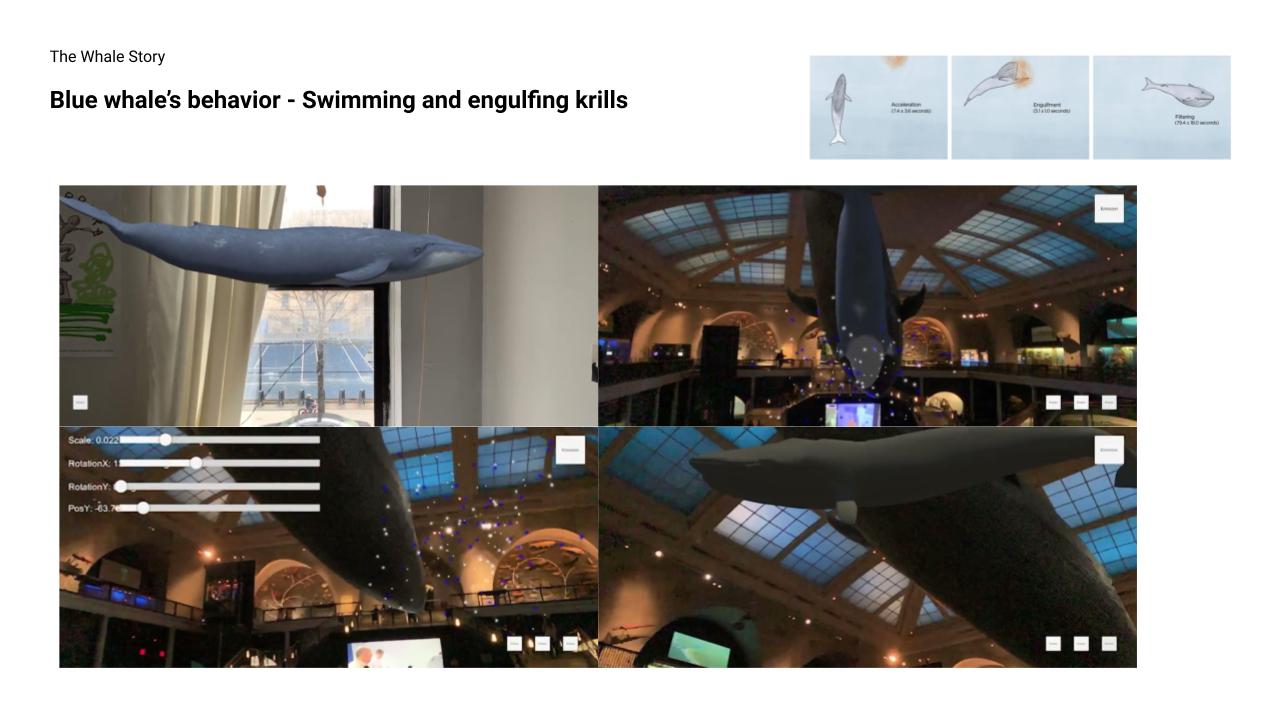 The Whale Story
Blue whale’s behavior - Swimming and engulfing krills
Acceleration
(7.4 ± 3.6 seconds)
Engulfment
(5.1 ± 1.0 seconds)
Filtering
(79.4 ± 18.0 seconds)
Scale: 0.022
RotationX:
RotationY:
PosY: -63.7